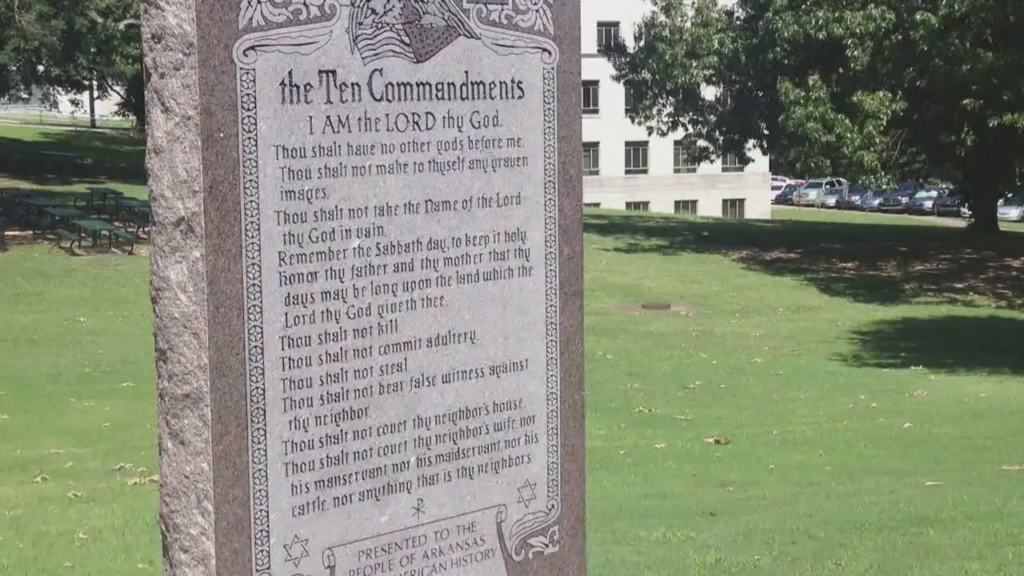 the Ten Commandments
I AM the LORD thy God.
Thou shalt have no other gods before me.
Thou shalt not make to thyself any graven
images.
Thou shalt not take the Name of the Lord
thy God in vain.
Remember the Sabbath day, to keep it holy.
Honor thy father and thy mother that thy
days may be long upon the land which the
Lord thy God giveth thee.
Thou shalt not kill.
Thou shalt not commit adultery.
Thou shalt not steal.
Thou shalt not bear false witness against
thy neighbor.
Thou shalt not covet thy neighbor's house.
Thou shalt not covet thy neighbor's wife nor
his manservant nor his maidservant, nor his
cattle, nor anything that is thy neighbor's.
PRESENTED TO THE
PEOPLE OF ARKANSAS
AMERICAN HISTORY